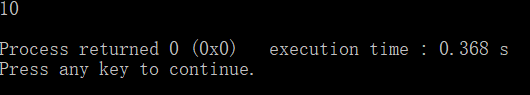 10
Process returned 0 (0x0)   execution time : 0.368 s
Press any key to continue.